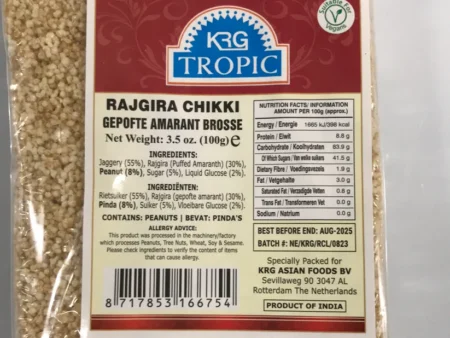 Suitable For
Vegans
KRG
TROPIC
RAJGIRA CHIKKI
GEPOFTE AMARANT BROSSE
Net Weight: 3.5 oz. (100g) e
INGREDIENTS:
Jaggery (55%), Rajgira (Puffed Amaranth) (30%),
Peanut (8%), Sugar (5%), Liquid Glucose (2%).
INGREDIËNTEN:
Rietsuiker (55%), Rajgira (gepofte amarant) (30%),
Pinda (8%), Suiker (5%), Vloeibare Glucose (2%).
CONTAINS: PEANUTS | BEVAT: PINDA'S
ALLERGY ADVICE:
This product was processed in the machinery/factory
which processes Peanuts, Tree Nuts, Wheat, Soy & Sesame.
Please check ingredients to verify the content of items
that can cause allergy.
8 717853 166754
NUTRITION FACTS/ INFORMATION
AMOUNT PER 100g (approx.)
Energy / Energie 1665 kJ/398 kcal
Protein / Eiwit 8.6 g
Carbohydrate / Koolhydraten 83.9 g
Of Which Sugars / Van welke suikers 41.5 g
Dietary Fibre / Voedingsvezels 1.9 g
Fat / Vetgehalte 3.0 g
Saturated Fat / Verzadigde Vetten 0.8 g
Trans Fat / Transformeren Vet 0.0 g
Sodium / Natrium 0.0 g
BEST BEFORE END: AUG-2025
BATCH #: NE/KRG/RCL/0823
Specially Packed for
KRG ASIAN FOODS BV
Sevillaweg 90 3047 AL
Rotterdam The Netherlands
PRODUCT OF INDIA